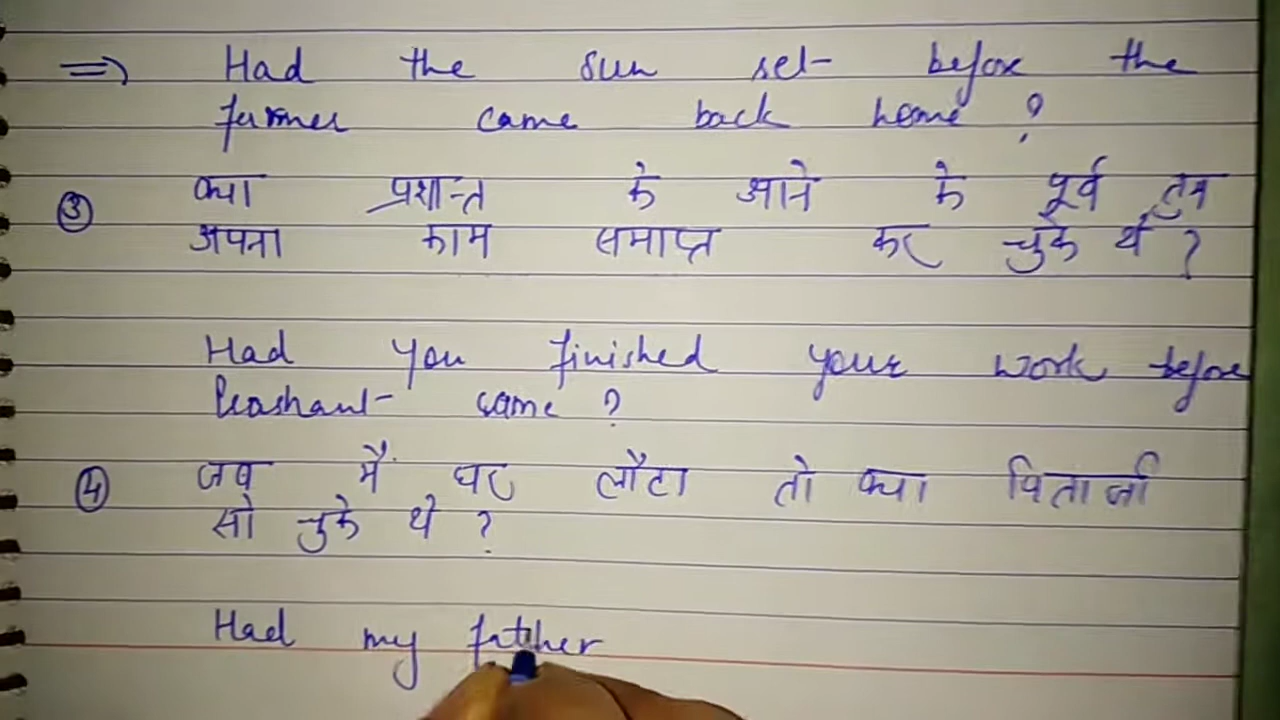 ⇒ Had the sun set before the
farmer came back home ?
③ क्या प्रशान्त के आने के पूर्व तुम
अपना काम समाप्त कर चुके थे ?
Had you finished your work before
Prashant came ?
④ जब मैं घर लौटा तो क्या पिताजी
सो चुके थे ?
Had my father